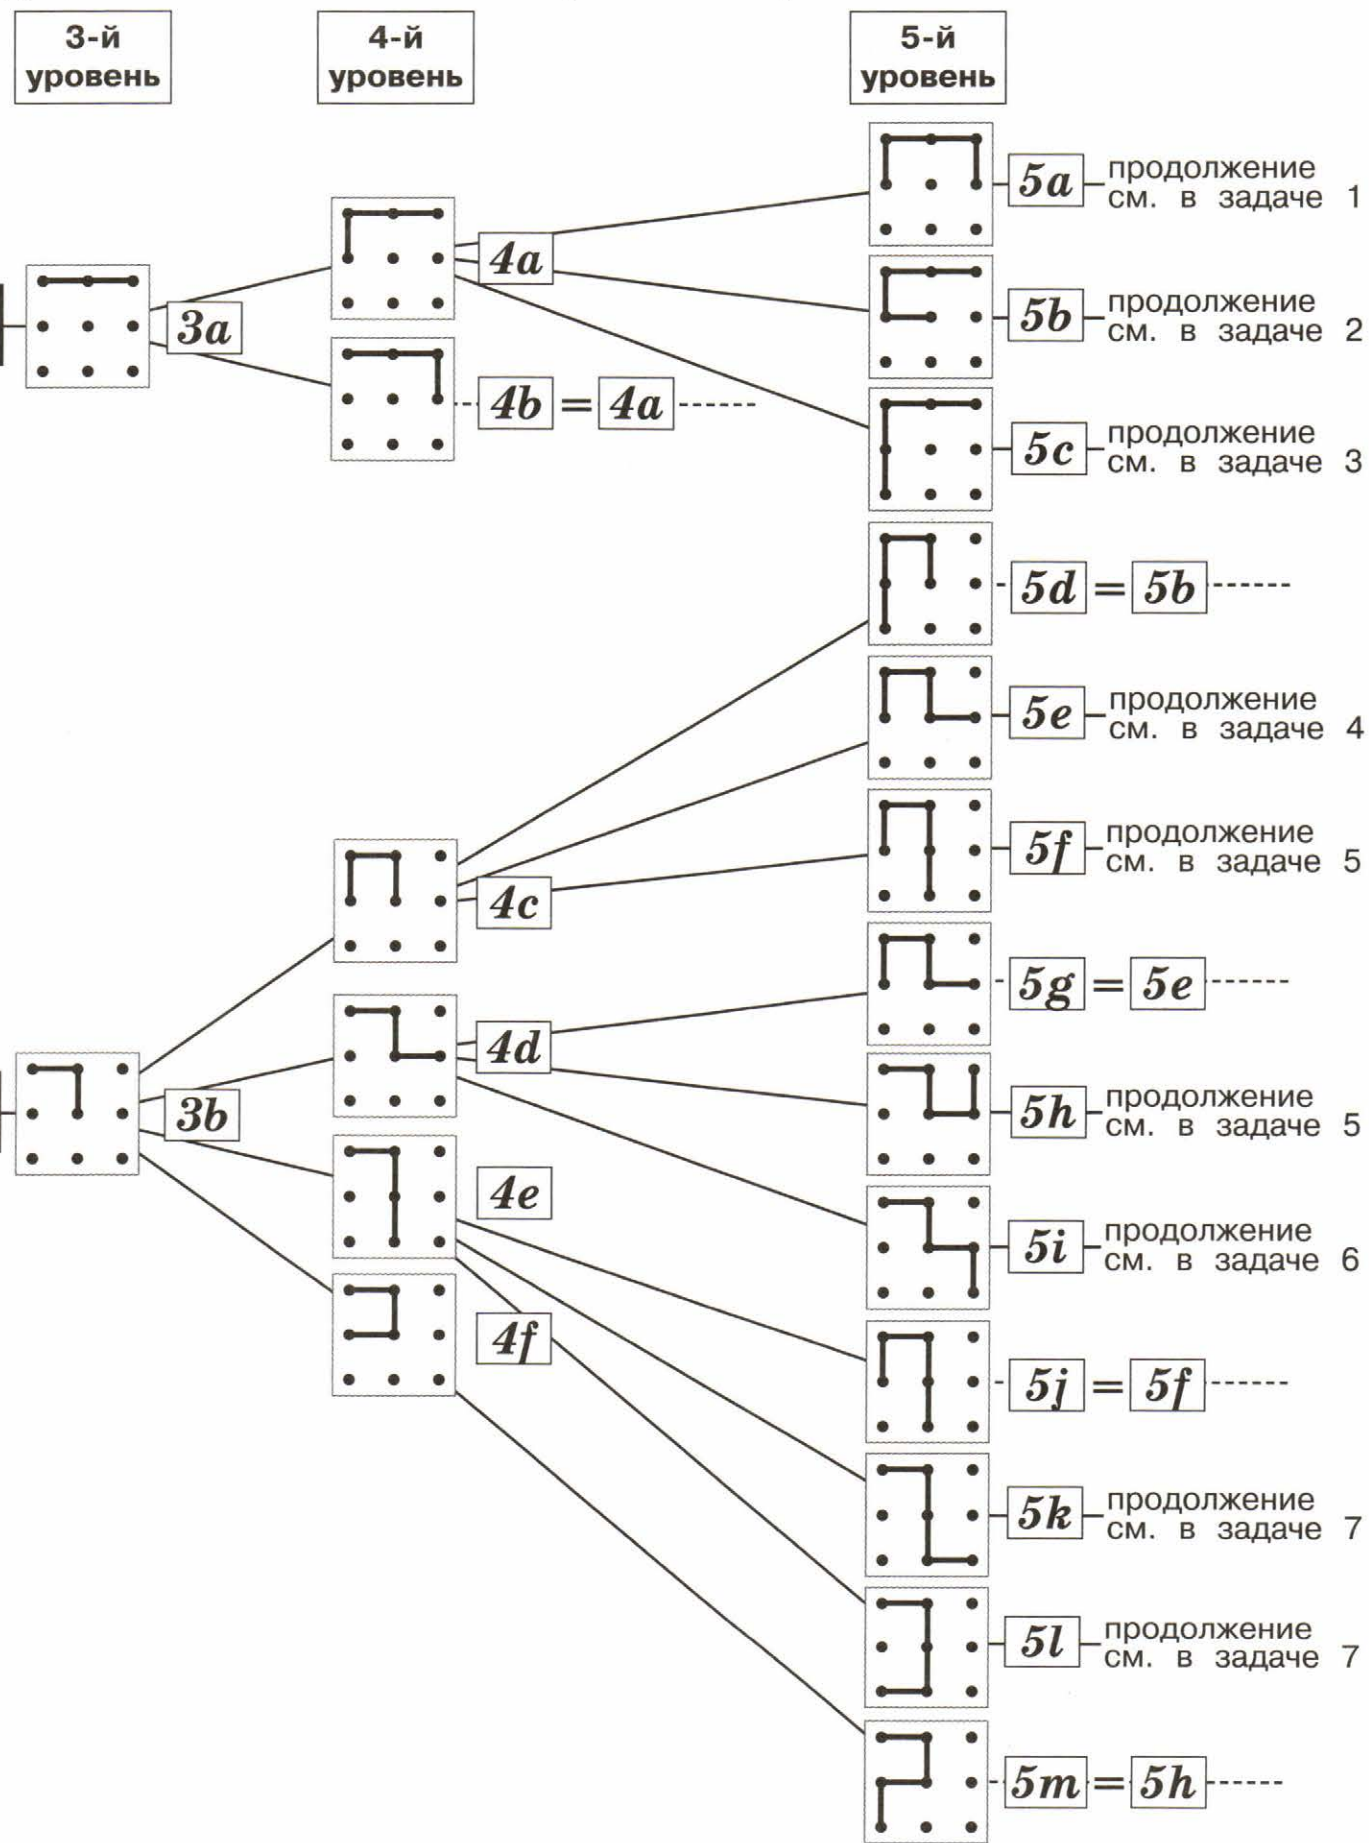 3-й
уровень
4-й
уровень
5-й
уровень
5a
продолжение
см. в задаче 1
4a
3a
5b
продолжение
см. в задаче 2
4b = 4a
5c
продолжение
см. в задаче 3
5d = 5b
5e
продолжение
см. в задаче 4
5f
продолжение
см. в задаче 5
4c
5g = 5e
4d
3b
5h
продолжение
см. в задаче 5
4e
5i
продолжение
см. в задаче 6
4f
5j = 5f
5k
продолжение
см. в задаче 7
5l
продолжение
см. в задаче 7
5m = 5h